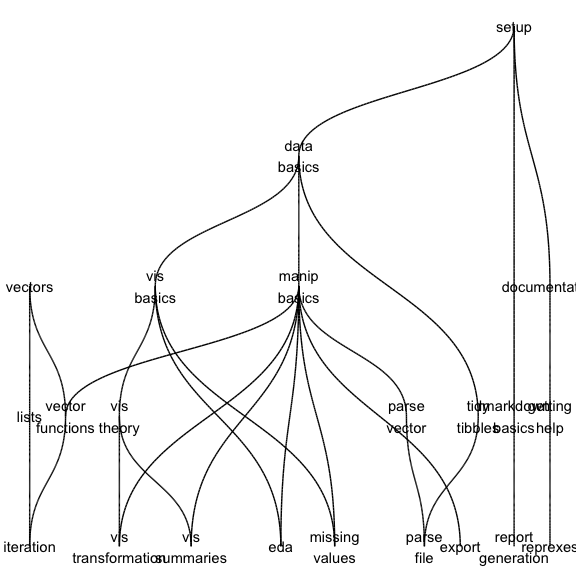 setup
data
basics
vis
basics
manip
basics
vectors
documentat
lists
vector
functions
vis
theory
parse
vector
tidy
tibbles
markdown
basics
getting
help
iteration
vis
transformation
vis
summaries
eda
missing
values
parse
file
export
report
generation
reprexes